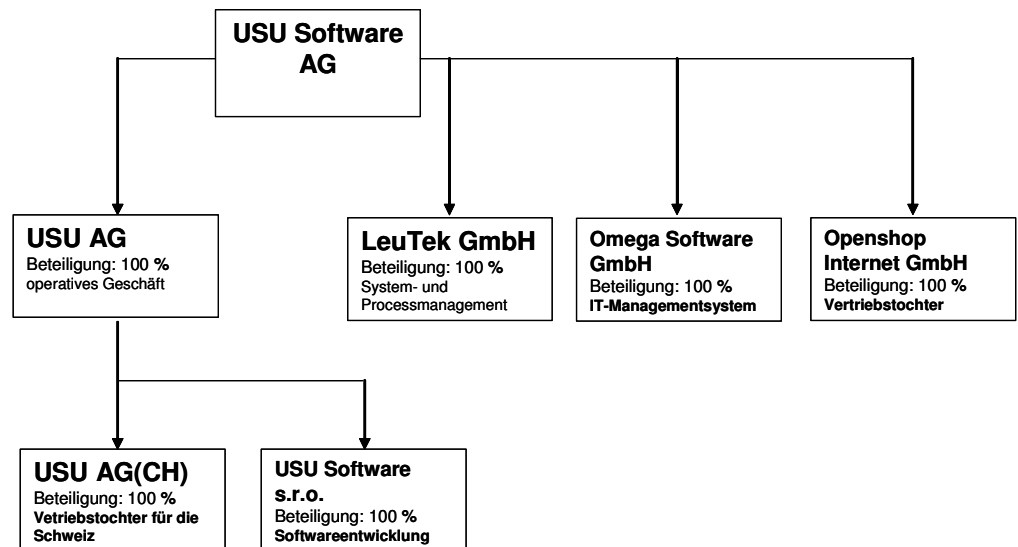 USU Software
AG
USU AG
Beteiligung: 100 %
operatives Geschäft
LeuTek GmbH
Beteiligung: 100 %
System- und
Processmanagement
Omega Software
GmbH
Beteiligung: 100 %
IT-Managementsystem
Openshop
Internet GmbH
Beteiligung: 100 %
Vertriebstochter
USU AG(CH)
Beteiligung: 100 %
Vetriebstochter für die
Schweiz
USU Software
s.r.o.
Beteiligung: 100 %
Softwareentwicklung